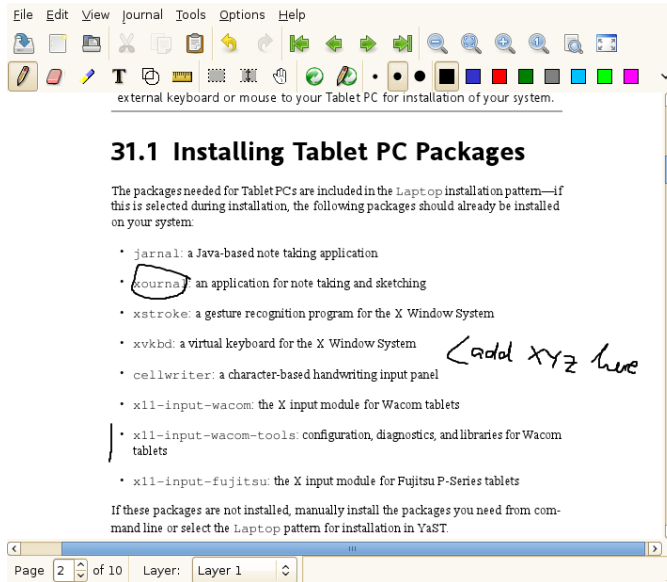 File Edit View Journal Tools Options Help
T
external keyboard or mouse to your Tablet PC for installation of your system.
31.1 Installing Tablet PC Packages
The packages needed for Tablet PCs are included in the Laptop installation pattern—if
this is selected during installation, the following packages should already be installed
on your system:
• jarnal: a Java-based note taking application
• xournal: an application for note taking and sketching
• xstroke: a gesture recognition program for the X Window System
• xvkbd: a virtual keyboard for the X Window System
<add XYZ here
• cellwriter: a character-based handwriting input panel
• x11-input-wacom: the X input module for Wacom tablets
• x11-input-wacom-tools: configuration, diagnostics, and libraries for Wacom
tablets
• x11-input-fujitsu: the X input module for Fujitsu P-Series tablets
If these packages are not installed, manually install the packages you need from com-
mand line or select the Laptop pattern for installation in YaST.
Page 2 of 10 Layer: Layer 1